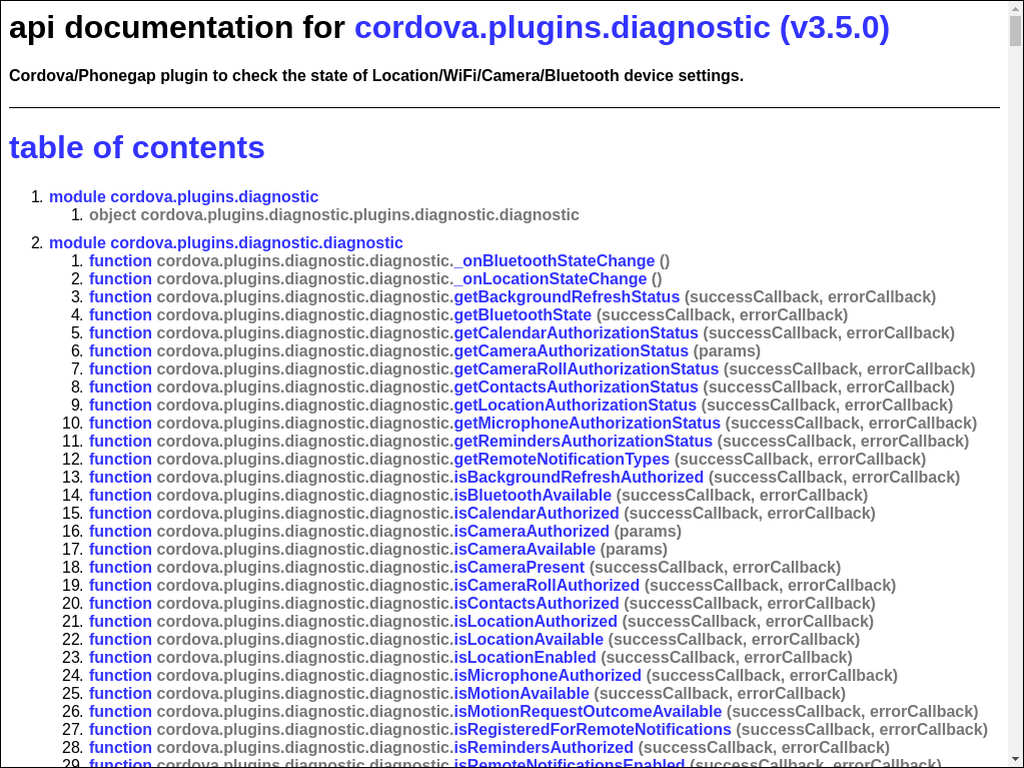 api documentation for cordova.plugins.diagnostic (v3.5.0)
Cordova/Phonegap plugin to check the state of Location/WiFi/Camera/Bluetooth device settings.
table of contents
1. module cordova.plugins.diagnostic
1. object cordova.plugins.diagnostic.plugins.diagnostic.diagnostic
2. module cordova.plugins.diagnostic.diagnostic
1. function cordova.plugins.diagnostic.diagnostic._onBluetoothStateChange ()
2. function cordova.plugins.diagnostic.diagnostic._onLocationStateChange ()
3. function cordova.plugins.diagnostic.diagnostic.getBackgroundRefreshStatus (successCallback, errorCallback)
4. function cordova.plugins.diagnostic.diagnostic.getBluetoothState (successCallback, errorCallback)
5. function cordova.plugins.diagnostic.diagnostic.getCalendarAuthorizationStatus (successCallback, errorCallback)
6. function cordova.plugins.diagnostic.diagnostic.getCameraAuthorizationStatus (params)
7. function cordova.plugins.diagnostic.diagnostic.getCameraRollAuthorizationStatus (successCallback, errorCallback)
8. function cordova.plugins.diagnostic.diagnostic.getContactsAuthorizationStatus (successCallback, errorCallback)
9. function cordova.plugins.diagnostic.diagnostic.getLocationAuthorizationStatus (successCallback, errorCallback)
10. function cordova.plugins.diagnostic.diagnostic.getMicrophoneAuthorizationStatus (successCallback, errorCallback)
11. function cordova.plugins.diagnostic.diagnostic.getRemindersAuthorizationStatus (successCallback, errorCallback)
12. function cordova.plugins.diagnostic.diagnostic.getRemoteNotificationTypes (successCallback, errorCallback)
13. function cordova.plugins.diagnostic.diagnostic.isBackgroundRefreshAuthorized (successCallback, errorCallback)
14. function cordova.plugins.diagnostic.diagnostic.isBluetoothAvailable (successCallback, errorCallback)
15. function cordova.plugins.diagnostic.diagnostic.isCalendarAuthorized (successCallback, errorCallback)
16. function cordova.plugins.diagnostic.diagnostic.isCameraAuthorized (params)
17. function cordova.plugins.diagnostic.diagnostic.isCameraAvailable (params)
18. function cordova.plugins.diagnostic.diagnostic.isCameraPresent (successCallback, errorCallback)
19. function cordova.plugins.diagnostic.diagnostic.isCameraRollAuthorized (successCallback, errorCallback)
20. function cordova.plugins.diagnostic.diagnostic.isContactsAuthorized (successCallback, errorCallback)
21. function cordova.plugins.diagnostic.diagnostic.isLocationAuthorized (successCallback, errorCallback)
22. function cordova.plugins.diagnostic.diagnostic.isLocationAvailable (successCallback, errorCallback)
23. function cordova.plugins.diagnostic.diagnostic.isLocationEnabled (successCallback, errorCallback)
24. function cordova.plugins.diagnostic.diagnostic.isMicrophoneAuthorized (successCallback, errorCallback)
25. function cordova.plugins.diagnostic.diagnostic.isMotionAvailable (successCallback, errorCallback)
26. function cordova.plugins.diagnostic.diagnostic.isMotionRequestOutcomeAvailable (successCallback, errorCallback)
27. function cordova.plugins.diagnostic.diagnostic.isRegisteredForRemoteNotifications (successCallback, errorCallback)
28. function cordova.plugins.diagnostic.diagnostic.isRemindersAuthorized (successCallback, errorCallback)
29. function cordova.plugins.diagnostic.diagnostic.isRemoteNotificationsEnabled (successCallback, errorCallback)